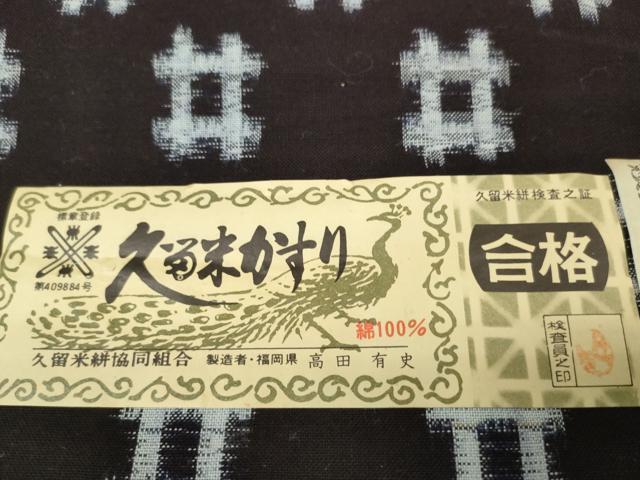 標章登録
第409884号
久留米かすり
綿100%
久留米絣協同組合 製造者・福岡県 高田 有史
久留米絣検査之証
合格
検査員之印